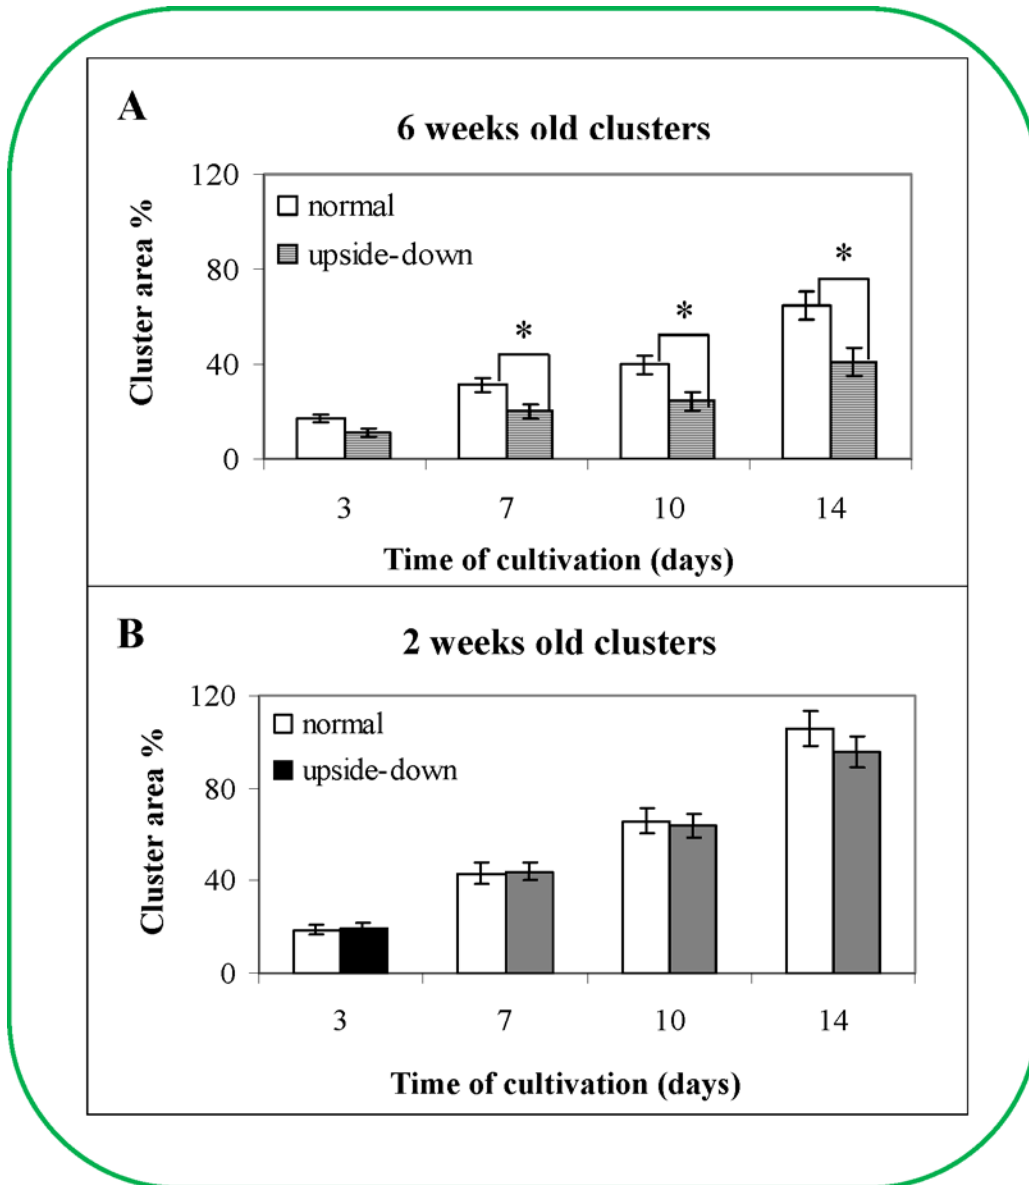 A
6 weeks old clusters
120
80
40
0
Cluster area %
normal
upside-down
*
*
*
3 7 10 14
Time of cultivation (days)
B
2 weeks old clusters
120
80
40
0
Cluster area %
normal
upside-down
3 7 10 14
Time of cultivation (days)